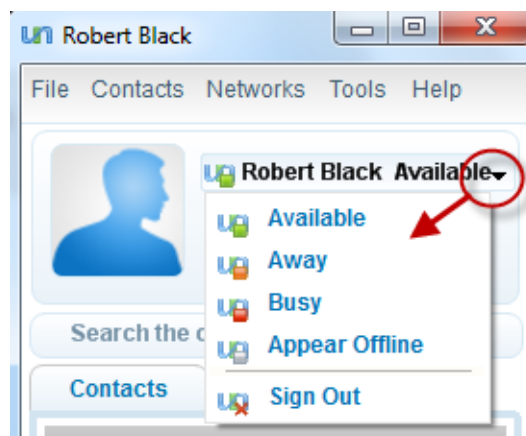 un Robert Black
File Contacts Networks Tools Help
Robert Black Available
Available
Away
Busy
Appear Offline
Sign Out
Search the
Contacts